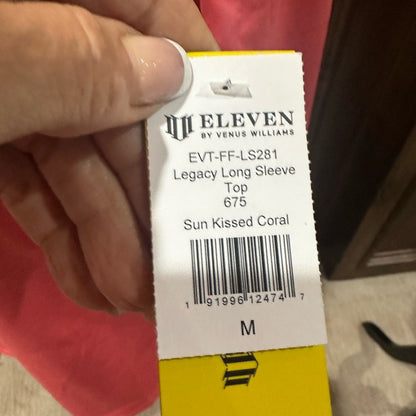 ELEVEN
BY VENUS WILLIAMS
EVT-FF-LS281
Legacy Long Sleeve
Top
675
Sun Kissed Coral
1 91996 12474 7
M